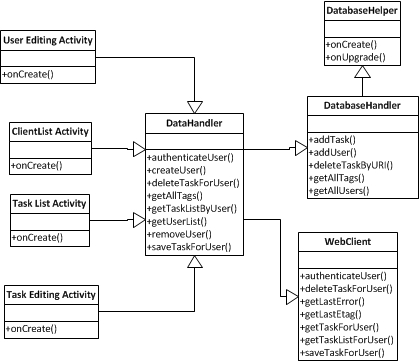 User Editing Activity
+onCreate()
ClientList Activity
+onCreate()
Task List Activity
+onCreate()
Task Editing Activity
+onCreate()
DataHandler
+authenticateUser()
+createUser()
+deleteTaskForUser()
+getAllTags()
+getTaskListByUser()
+getUserList()
+removeUser()
+saveTaskForUser()
DatabaseHelper
+onCreate()
+onUpgrade()
DatabaseHandler
+addTask()
+addUser()
+deleteTaskByURI()
+getAllTags()
+getAllUsers()
WebClient
+authenticateUser()
+deleteTaskForUser()
+getLastError()
+getLastEtag()
+getTaskForUser()
+getTaskListForUser()
+saveTaskForUser()